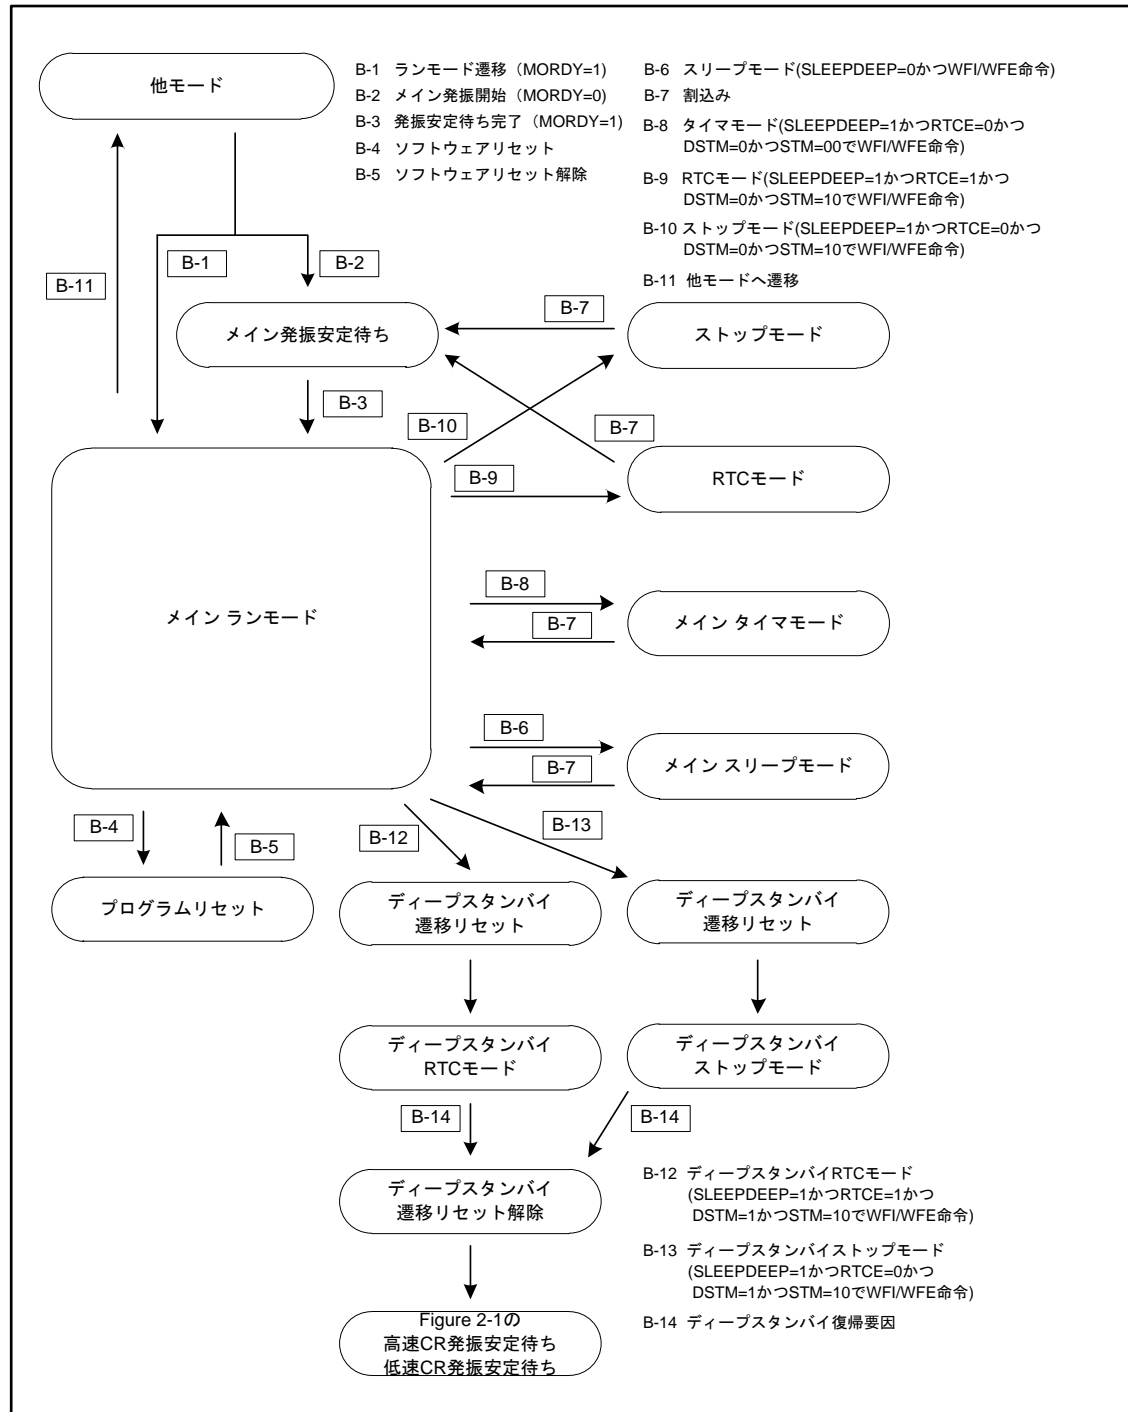 他モード
B-1 ランモード遷移（MORDY=1）
B-2 メイン発振開始（MORDY=0)
B-3 発振安定待ち完了（MORDY=1）
B-4 ソフトウェアリセット
B-5 ソフトウェアリセット解除
B-6 スリープモード(SLEEPDEEP=0かつWFI/WFE命令)
B-7 割込み
B-8 タイマモード(SLEEPDEEP=1かつRTCE=0かつ
DSTM=0かつSTM=00でWFI/WFE命令)
B-9 RTCモード(SLEEPDEEP=1かつRTCE=1かつ
DSTM=0かつSTM=10でWFI/WFE命令)
B-10 ストップモード(SLEEPDEEP=1かつRTCE=0かつ
DSTM=0かつSTM=10でWFI/WFE命令)
B-11 他モードへ遷移
B-1
B-2
B-11
メイン発振安定待ち
B-7
ストップモード
B-3
B-10
B-7
B-9
RTCモード
メイン ランモード
B-8
B-7
メイン タイマモード
B-6
B-7
メイン スリープモード
B-4
B-5
B-12
B-13
プログラムリセット
ディープスタンバイ
遷移リセット
ディープスタンバイ
遷移リセット
ディープスタンバイ
RTCモード
ディープスタンバイ
ストップモード
B-14
B-14
ディープスタンバイ
遷移リセット解除
B-12 ディープスタンバイRTCモード
(SLEEPDEEP=1かつRTCE=1かつ
DSTM=1かつSTM=10でWFI/WFE命令)
B-13 ディープスタンバイストップモード
(SLEEPDEEP=1かつRTCE=0かつ
DSTM=1かつSTM=10でWFI/WFE命令)
B-14 ディープスタンバイ復帰要因
Figure 2-1の
高速CR発振安定待ち
低速CR発振安定待ち